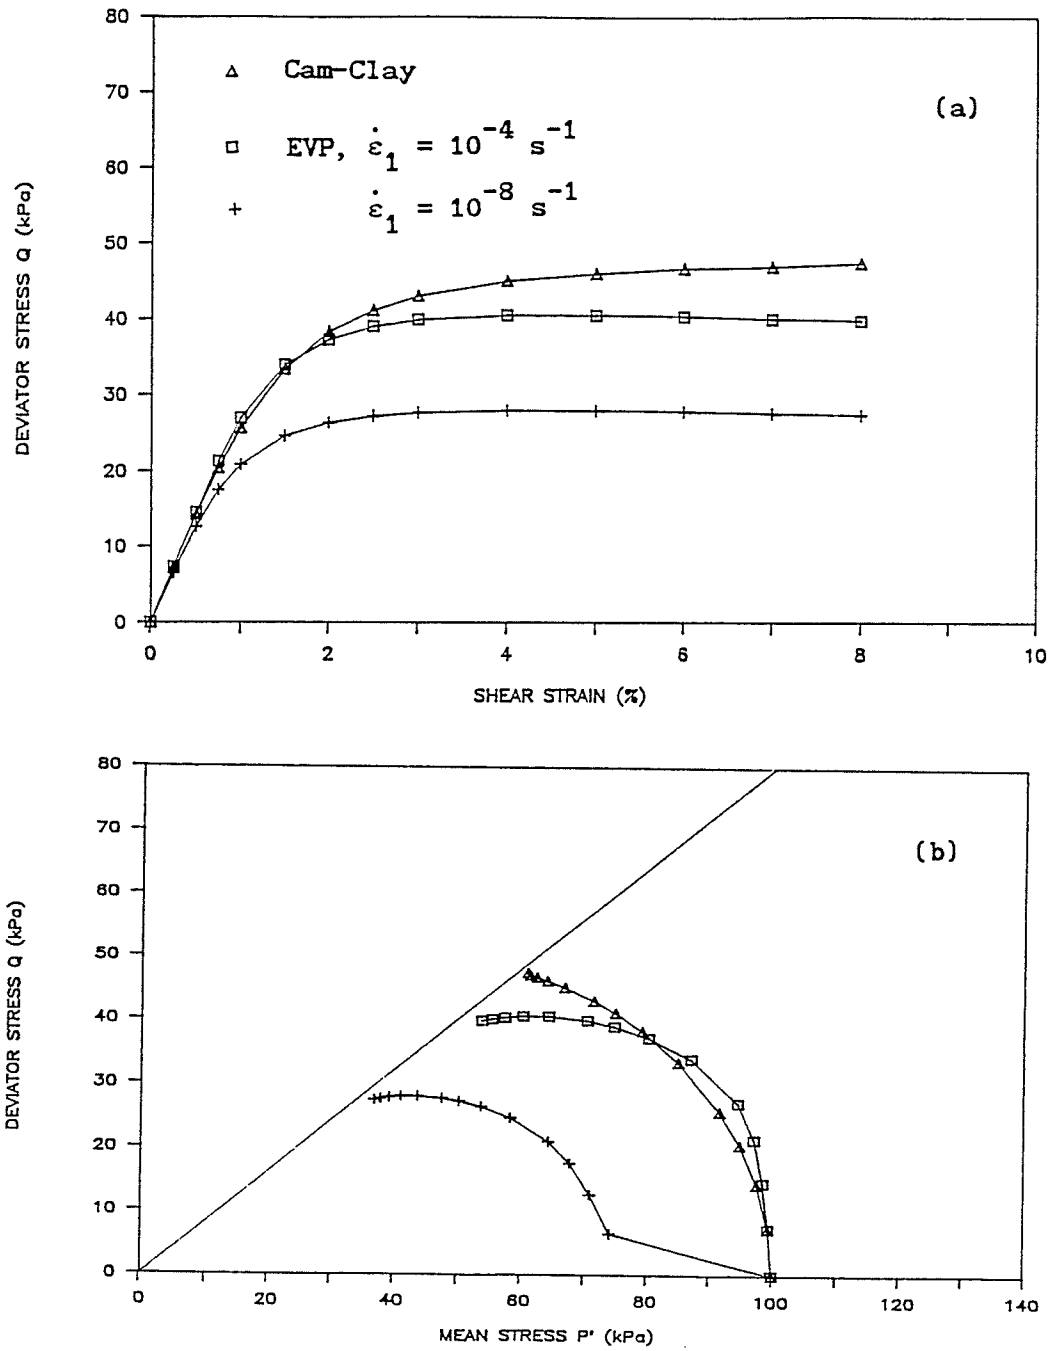 80
70
60
50
40
30
20
10
0
DEVIATOR STRESS Q (kPa)
Cam-Clay
EVP, ε̇₁ = 10⁻⁴ s⁻¹
ε̇₁ = 10⁻⁸ s⁻¹
(a)
0 2 4 6 8 10
SHEAR STRAIN (%)
80
70
60
50
40
30
20
10
0
DEVIATOR STRESS Q (kPa)
(b)
0 20 40 60 80 100 120 140
MEAN STRESS P' (kPa)